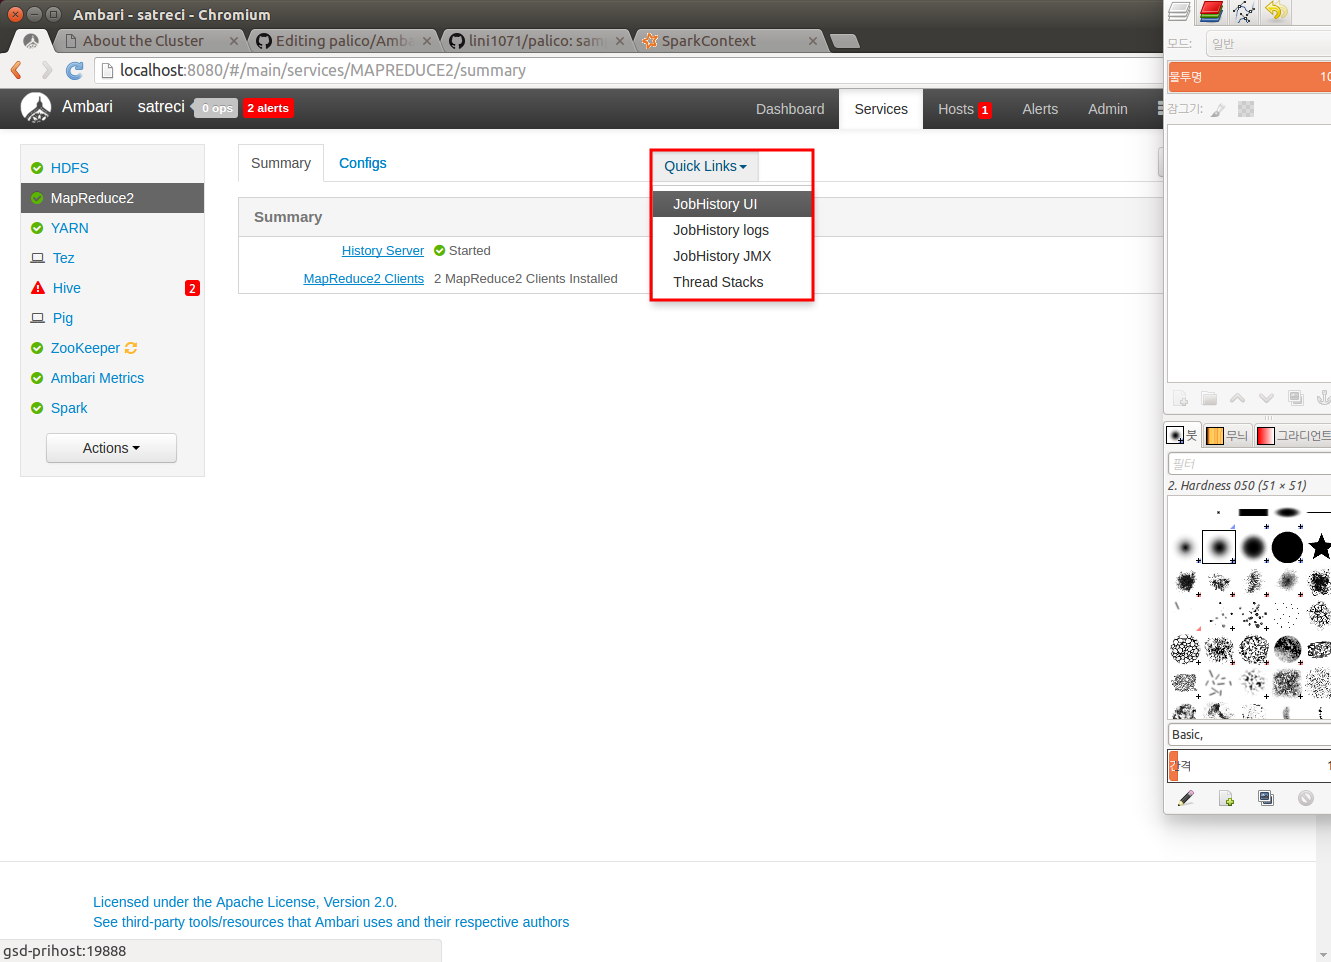 Ambari - satreci - Chromium
About the Cluster
Editing palico/Amba
lini1071/palico: sam
SparkContext
localhost:8080/#/main/services/MAPREDUCE2/summary
Ambari satreci 0 ops 2 alerts Dashboard Services Hosts 1 Alerts Admin
HDFS
MapReduce2
YARN
Tez
Hive 2
Pig
ZooKeeper
Ambari Metrics
Spark
Actions
Summary Configs
Quick Links
JobHistory UI
JobHistory logs
JobHistory JMX
Thread Stacks
Summary
History Server Started
MapReduce2 Clients 2 MapReduce2 Clients Installed
Licensed under the Apache License, Version 2.0.
See third-party tools/resources that Ambari uses and their respective authors
gsd-prihost:19888
모드: 일반
불투명 10
잠그기:
붓 무늬 그라디언트
필터
2. Hardness 050 (51 × 51)
Basic,
간격 1